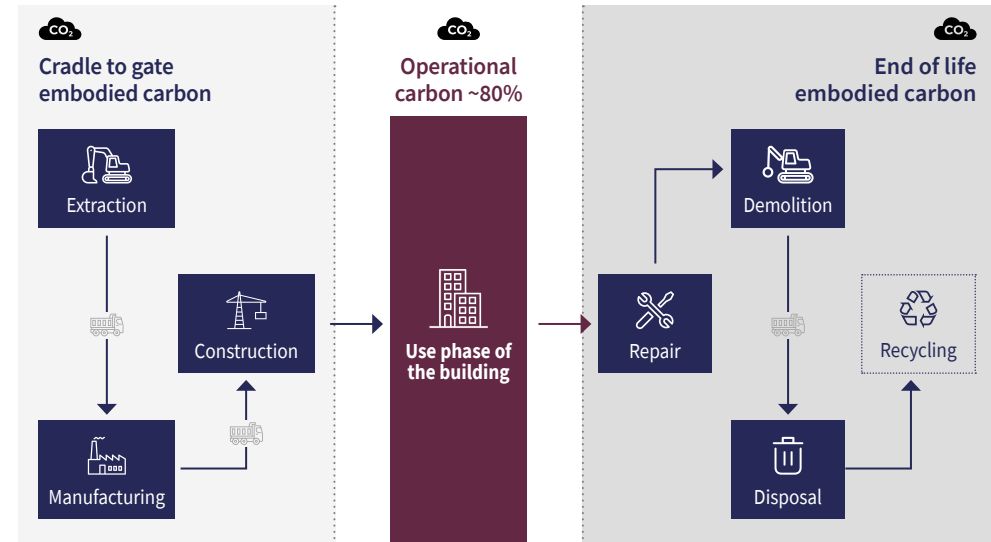 CO₂
Cradle to gate
embodied carbon
Extraction
Construction
Manufacturing
CO₂
Operational
carbon ~80%
Use phase of
the building
CO₂
End of life
embodied carbon
Demolition
Repair
Recycling
Disposal